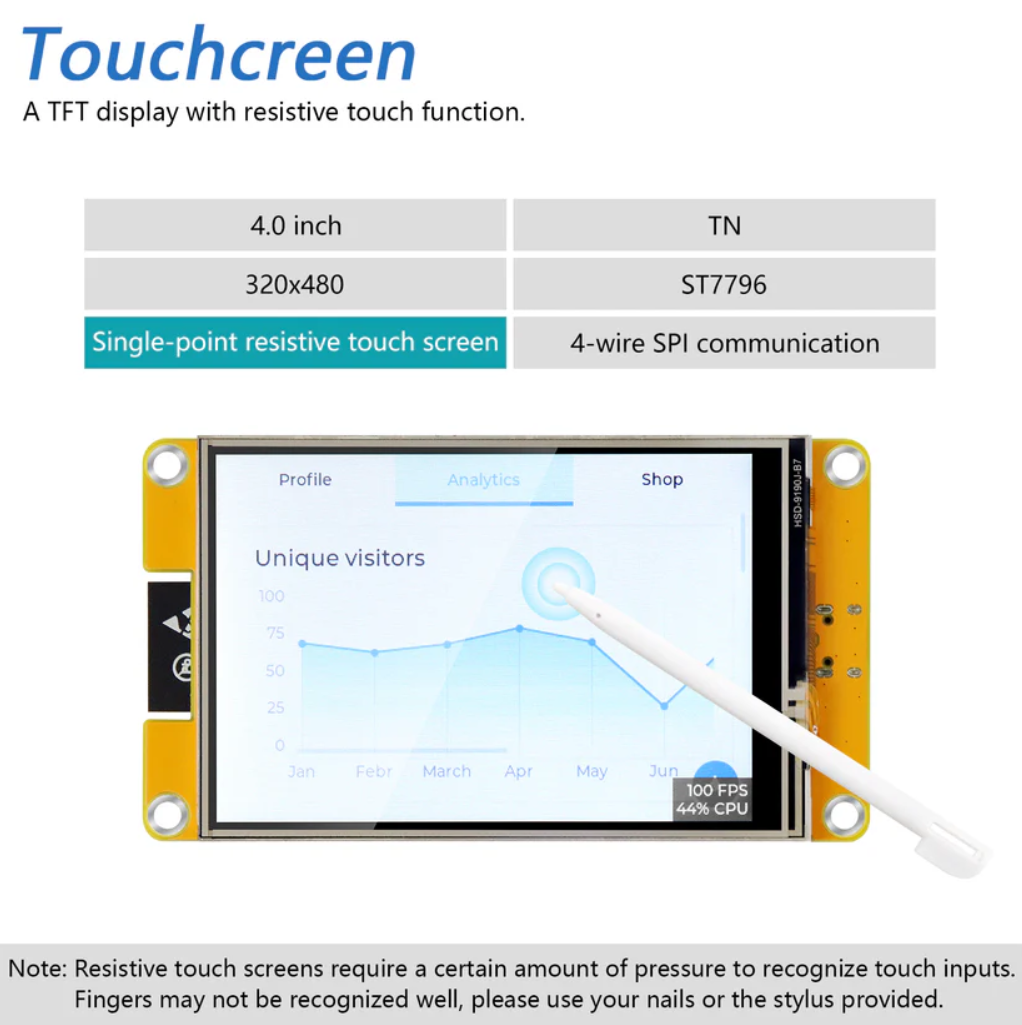 Touchcreen
A TFT display with resistive touch function.
4.0 inch
TN
320x480
ST7796
Single-point resistive touch screen
4-wire SPI communication
Profile
Analytics
Shop
HSD-9190J-B7
Unique visitors
100
75
50
25
0
Jan
Febr
March
Apr
May
Jun
100 FPS
44% CPU
Note: Resistive touch screens require a certain amount of pressure to recognize touch inputs.
Fingers may not be recognized well, please use your nails or the stylus provided.